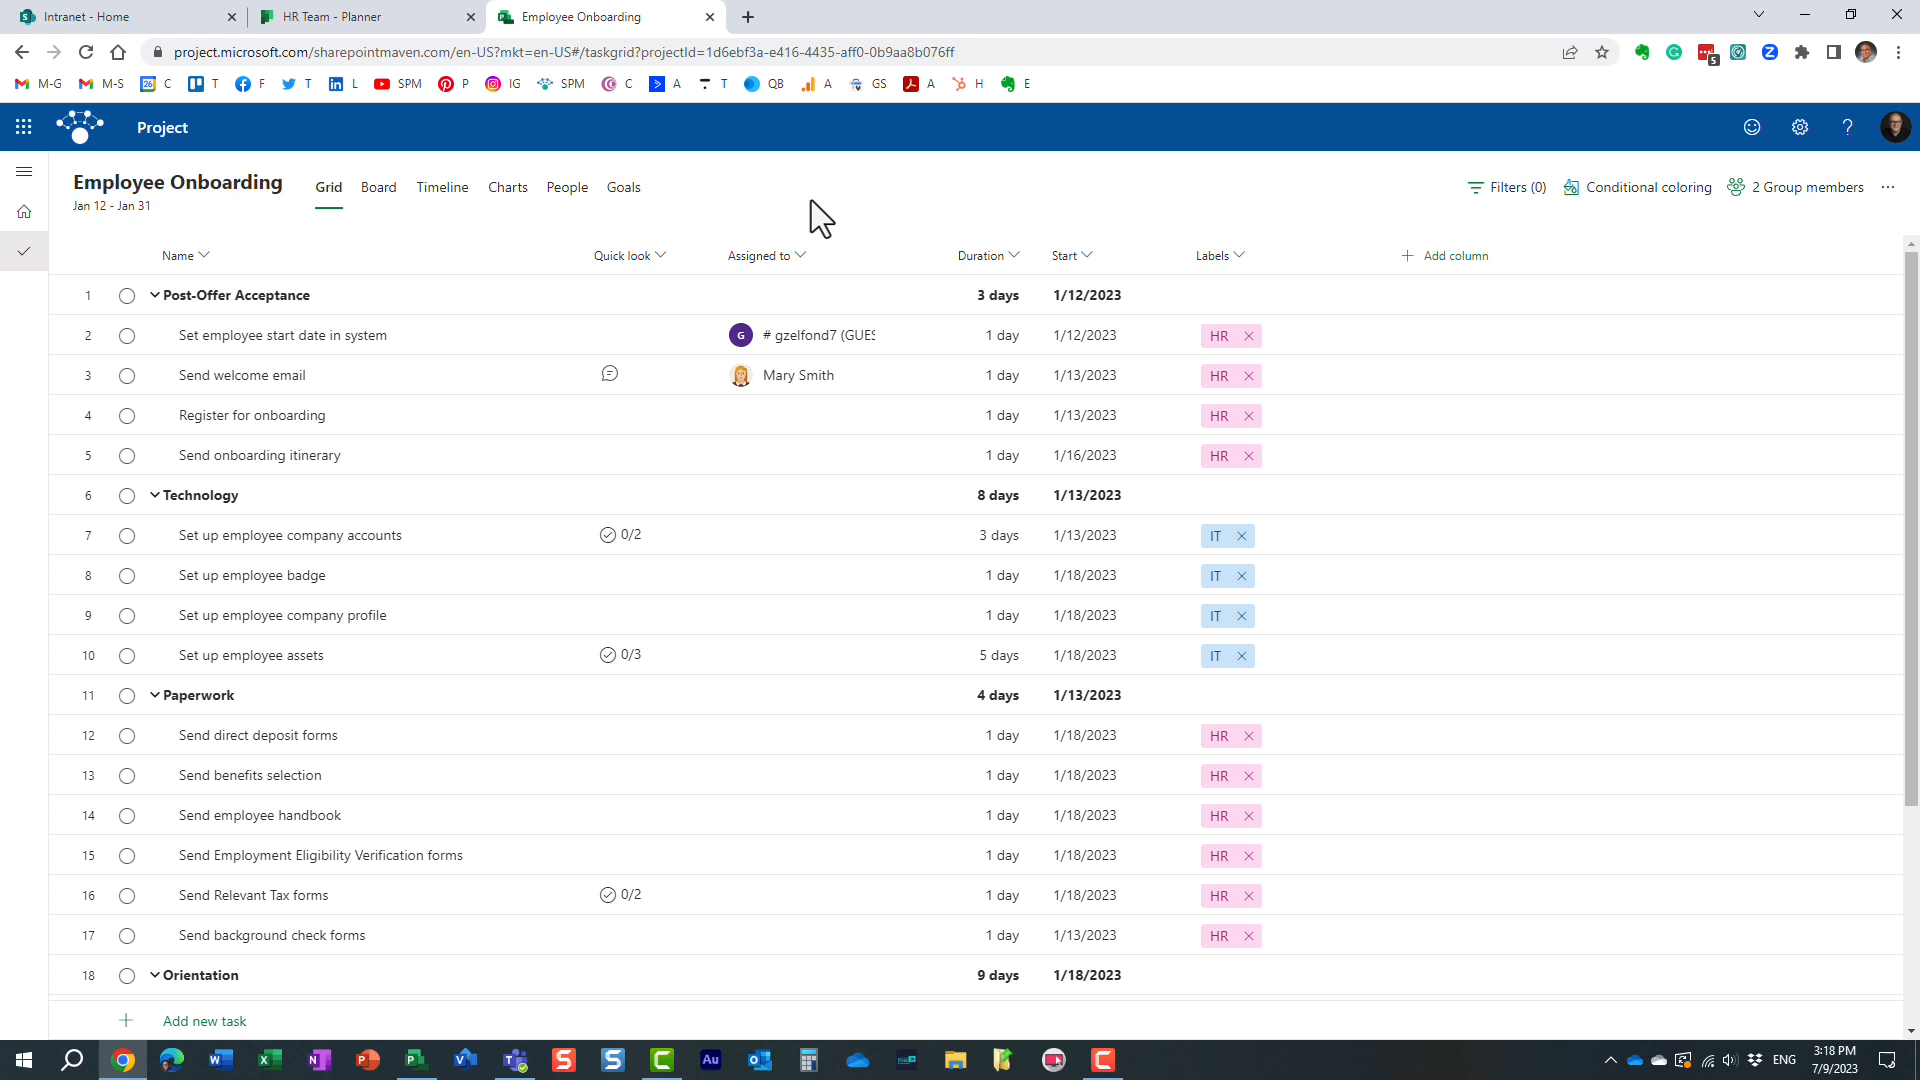 Intranet - Home
HR Team - Planner
Employee Onboarding
project.microsoft.com/sharepointmaven.com/en-US?mkt=en-US#/taskgrid?projectId=1d6ebf3a-e416-4435-aff0-0b9aa8b076ff
5
M-G M-S 26 C T F T L SPM P IG SPM C A T QB A GS A H E
Project
Employee Onboarding
Jan 12 - Jan 31
Grid Board Timeline Charts People Goals
Filters (0) Conditional coloring 2 Group members
Name Quick look Assigned to Duration Start Labels Add column
1 Post-Offer Acceptance 3 days 1/12/2023
2 Set employee start date in system G # gzelfond7 (GUES 1 day 1/12/2023 HR
3 Send welcome email Mary Smith 1 day 1/13/2023 HR
4 Register for onboarding 1 day 1/13/2023 HR
5 Send onboarding itinerary 1 day 1/16/2023 HR
6 Technology 8 days 1/13/2023
7 Set up employee company accounts 0/2 3 days 1/13/2023 IT
8 Set up employee badge 1 day 1/18/2023 IT
9 Set up employee company profile 1 day 1/18/2023 IT
10 Set up employee assets 0/3 5 days 1/18/2023 IT
11 Paperwork 4 days 1/13/2023
12 Send direct deposit forms 1 day 1/18/2023 HR
13 Send benefits selection 1 day 1/18/2023 HR
14 Send employee handbook 1 day 1/18/2023 HR
15 Send Employment Eligibility Verification forms 1 day 1/18/2023 HR
16 Send Relevant Tax forms 0/2 1 day 1/18/2023 HR
17 Send background check forms 1 day 1/13/2023 HR
18 Orientation 9 days 1/18/2023
Add new task
ENG
3:18 PM
7/9/2023